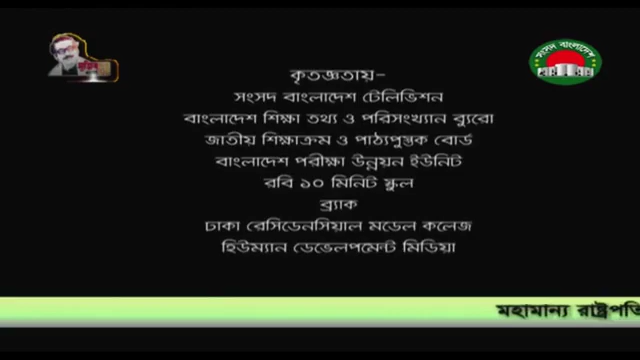 কৃতজ্ঞতায়-
সংসদ বাংলাদেশ টেলিভিশন
বাংলাদেশ শিক্ষা তথ্য ও পরিসংখ্যান ব্যুরো
জাতীয় শিক্ষাক্রম ও পাঠ্যপুস্তক বোর্ড
বাংলাদেশ পরীক্ষা উন্নয়ন ইউনিট
রবি ১০ মিনিট স্কুল
ব্র্যাক
ঢাকা রেসিডেনসিয়াল মডেল কলেজ
হিউম্যান ডেভেলপমেন্ট মিডিয়া
সংসদ বাংলাদেশ
মহামান্য রাষ্ট্রপতি